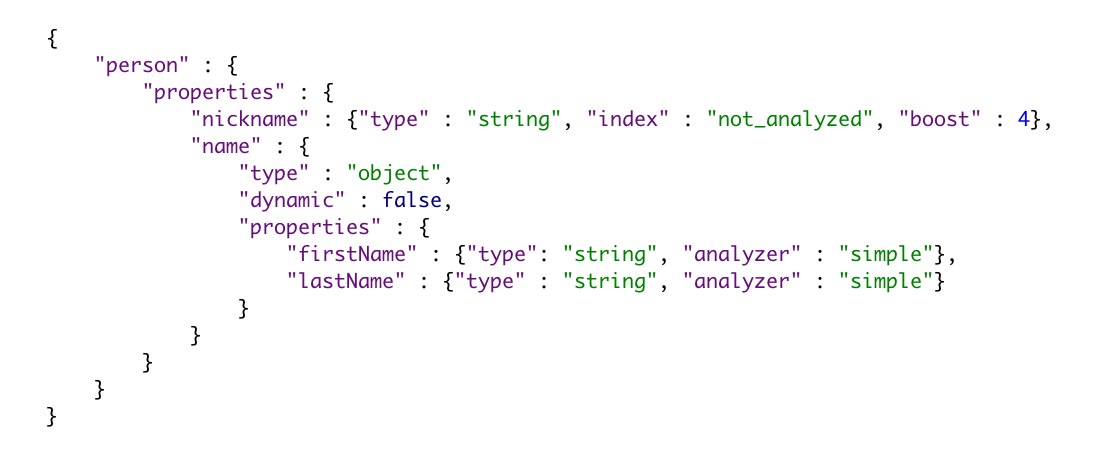 {
    "person" : {
        "properties" : {
            "nickname" : {"type" : "string", "index" : "not_analyzed", "boost" : 4},
            "name" : {
                "type" : "object",
                "dynamic" : false,
                "properties" : {
                    "firstName" : {"type": "string", "analyzer" : "simple"},
                    "lastName" : {"type" : "string", "analyzer" : "simple"}
                }
            }
        }
    }
}